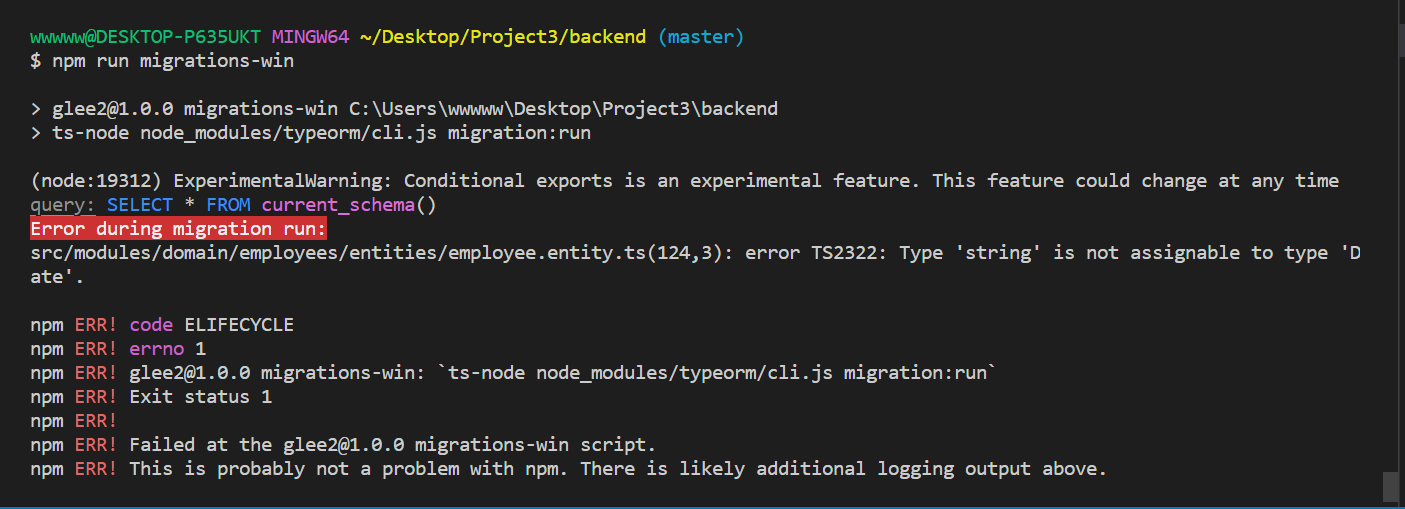 wwwww@DESKTOP-P635UKT MINGW64 ~/Desktop/Project3/backend (master)
$ npm run migrations-win
> glee2@1.0.0 migrations-win C:\Users\wwwww\Desktop\Project3\backend
> ts-node node_modules/typeorm/cli.js migration:run
(node:19312) ExperimentalWarning: Conditional exports is an experimental feature. This feature could change at any time
query: SELECT * FROM current_schema()
Error during migration run:
src/modules/domain/employees/entities/employee.entity.ts(124,3): error TS2322: Type 'string' is not assignable to type 'D
ate'.
npm ERR! code ELIFECYCLE
npm ERR! errno 1
npm ERR! glee2@1.0.0 migrations-win: `ts-node node_modules/typeorm/cli.js migration:run`
npm ERR! Exit status 1
npm ERR!
npm ERR! Failed at the glee2@1.0.0 migrations-win script.
npm ERR! This is probably not a problem with npm. There is likely additional logging output above.